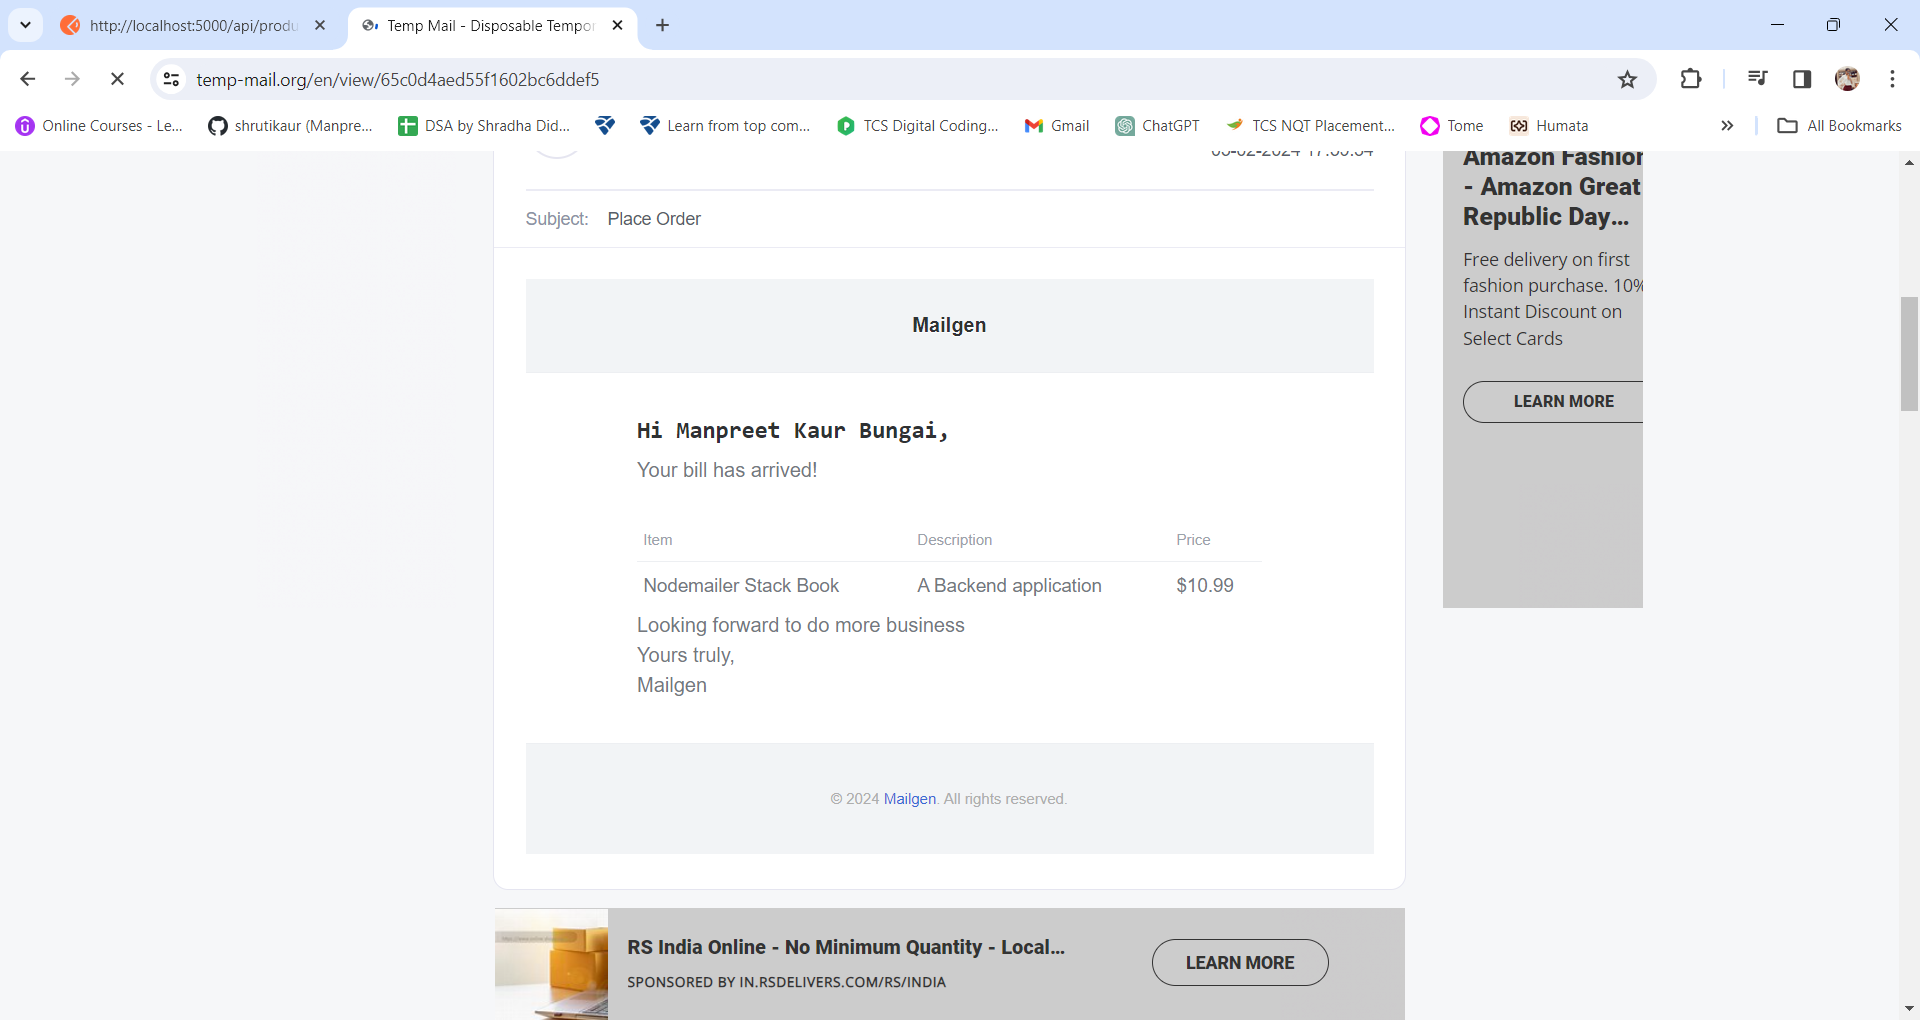 http://localhost:5000/api/produ
Temp Mail - Disposable Tempor
temp-mail.org/en/view/65c0d4aed55f1602bc6ddef5
Online Courses - Le...
shrutikaur (Manpre...
DSA by Shradha Did...
Learn from top com...
TCS Digital Coding...
Gmail
ChatGPT
TCS NQT Placement...
Tome
Humata
All Bookmarks
Subject: Place Order
Mailgen
Hi Manpreet Kaur Bungai,
Your bill has arrived!
Item Description Price
Nodemailer Stack Book A Backend application $10.99
Looking forward to do more business
Yours truly,
Mailgen
© 2024 Mailgen. All rights reserved.
Amazon Fashion
- Amazon Great
Republic Day...
Free delivery on first
fashion purchase. 10%
Instant Discount on
Select Cards
LEARN MORE
RS India Online - No Minimum Quantity - Local...
SPONSORED BY IN.RSDELIVERS.COM/RS/INDIA
LEARN MORE